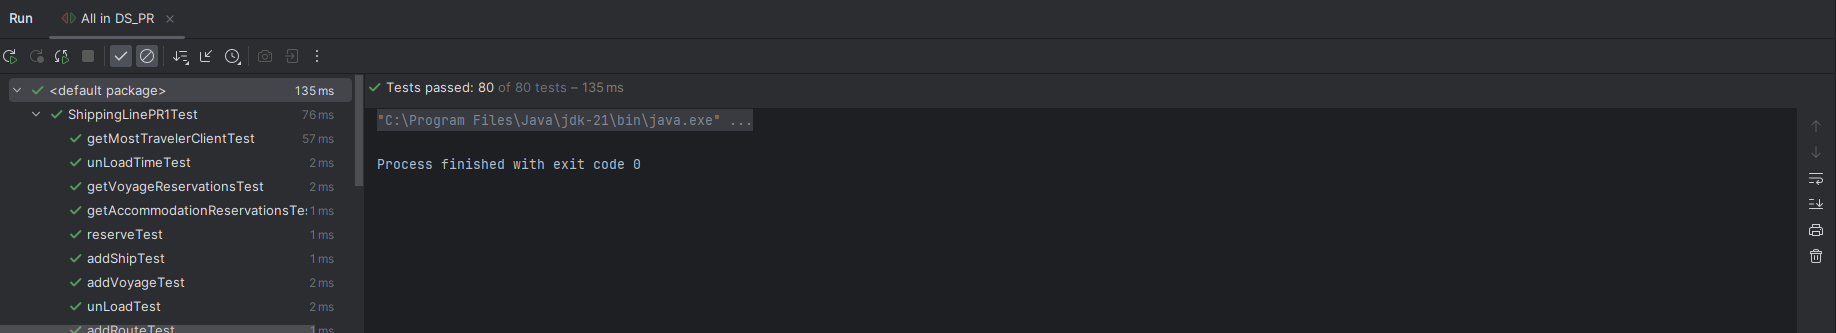 Run All in DS_PR
<default package> 135 ms
Tests passed: 80 of 80 tests – 135 ms
ShippingLinePR1Test 76 ms
"C:\Program Files\Java\jdk-21\bin\java.exe" ...
getMostTravelerClientTest 57 ms
unLoadTimeTest 2 ms
Process finished with exit code 0
getVoyageReservationsTest 2 ms
getAccommodationReservationsTe 1 ms
reserveTest 1 ms
addShipTest 1 ms
addVoyageTest 2 ms
unLoadTest 2 ms
addRouteTest 1 ms